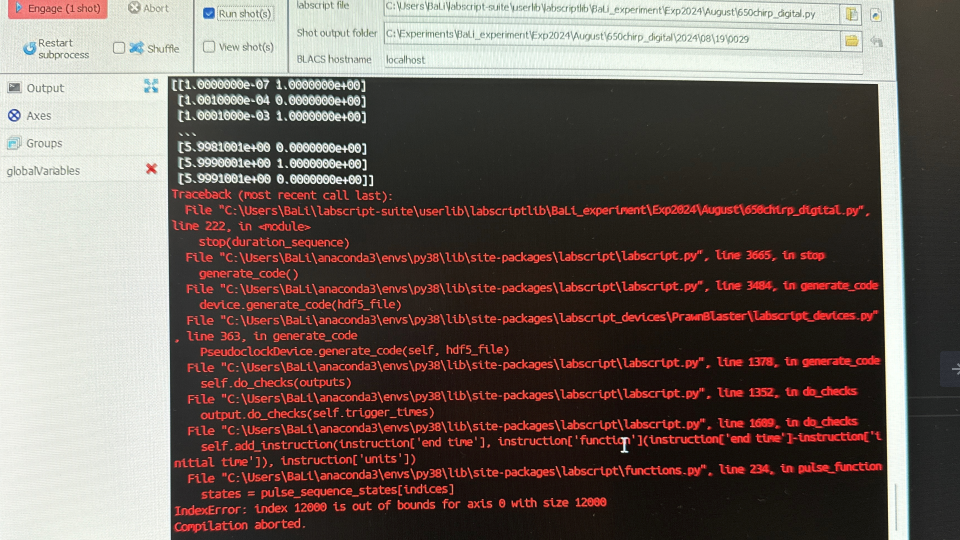 Engage (1 shot)
Abort
Run shot(s)
labscript file
C:\Users\BaLi\labscript-suite\userlib\labscriptlib\BaLi_experiment\Exp2024\August\650chirp_digital.py
Restart
subprocess
Shuffle
View shot(s)
Shot output folder
C:\Experiments\BaLi_experiment\Exp2024\August\650chirp_digital\2024\08\19\0029
BLACS hostname
localhost
Output
Axes
Groups
globalVariables
[[1.0000000e-07 1.0000000e+00]
[1.0010000e-04 0.0000000e+00]
[1.0001000e-03 1.0000000e+00]
...
[5.9981001e+00 0.0000000e+00]
[5.9990001e+00 1.0000000e+00]
[5.9991001e+00 0.0000000e+00]]
Traceback (most recent call last):
File "C:\Users\BaLi\labscript-suite\userlib\labscriptlib\BaLi_experiment\Exp2024\August\650chirp_digital.py",
line 222, in <module>
stop(duration_sequence)
File "C:\Users\BaLi\anaconda3\envs\py38\lib\site-packages\labscript\labscript.py", line 3665, in stop
generate_code()
File "C:\Users\BaLi\anaconda3\envs\py38\lib\site-packages\labscript\labscript.py", line 3484, in generate_code
device.generate_code(hdf5_file)
File "C:\Users\BaLi\anaconda3\envs\py38\lib\site-packages\labscript_devices\PrawnBlaster\labscript_devices.py"
, line 363, in generate_code
PseudoclockDevice.generate_code(self, hdf5_file)
File "C:\Users\BaLi\anaconda3\envs\py38\lib\site-packages\labscript\labscript.py", line 1378, in generate_code
self.do_checks(outputs)
File "C:\Users\BaLi\anaconda3\envs\py38\lib\site-packages\labscript\labscript.py", line 1352, in do_checks
output.do_checks(self.trigger_times)
File "C:\Users\BaLi\anaconda3\envs\py38\lib\site-packages\labscript\labscript.py", line 1689, in do_checks
self.add_instruction(instruction['end time'], instruction['function'](instruction['end time']-instruction['i
nitial time']), instruction['units'])
File "C:\Users\BaLi\anaconda3\envs\py38\lib\site-packages\labscript\functions.py", line 234, in pulse_function
states = pulse_sequence_states[indices]
IndexError: index 12000 is out of bounds for axis 0 with size 12000
Compilation aborted.